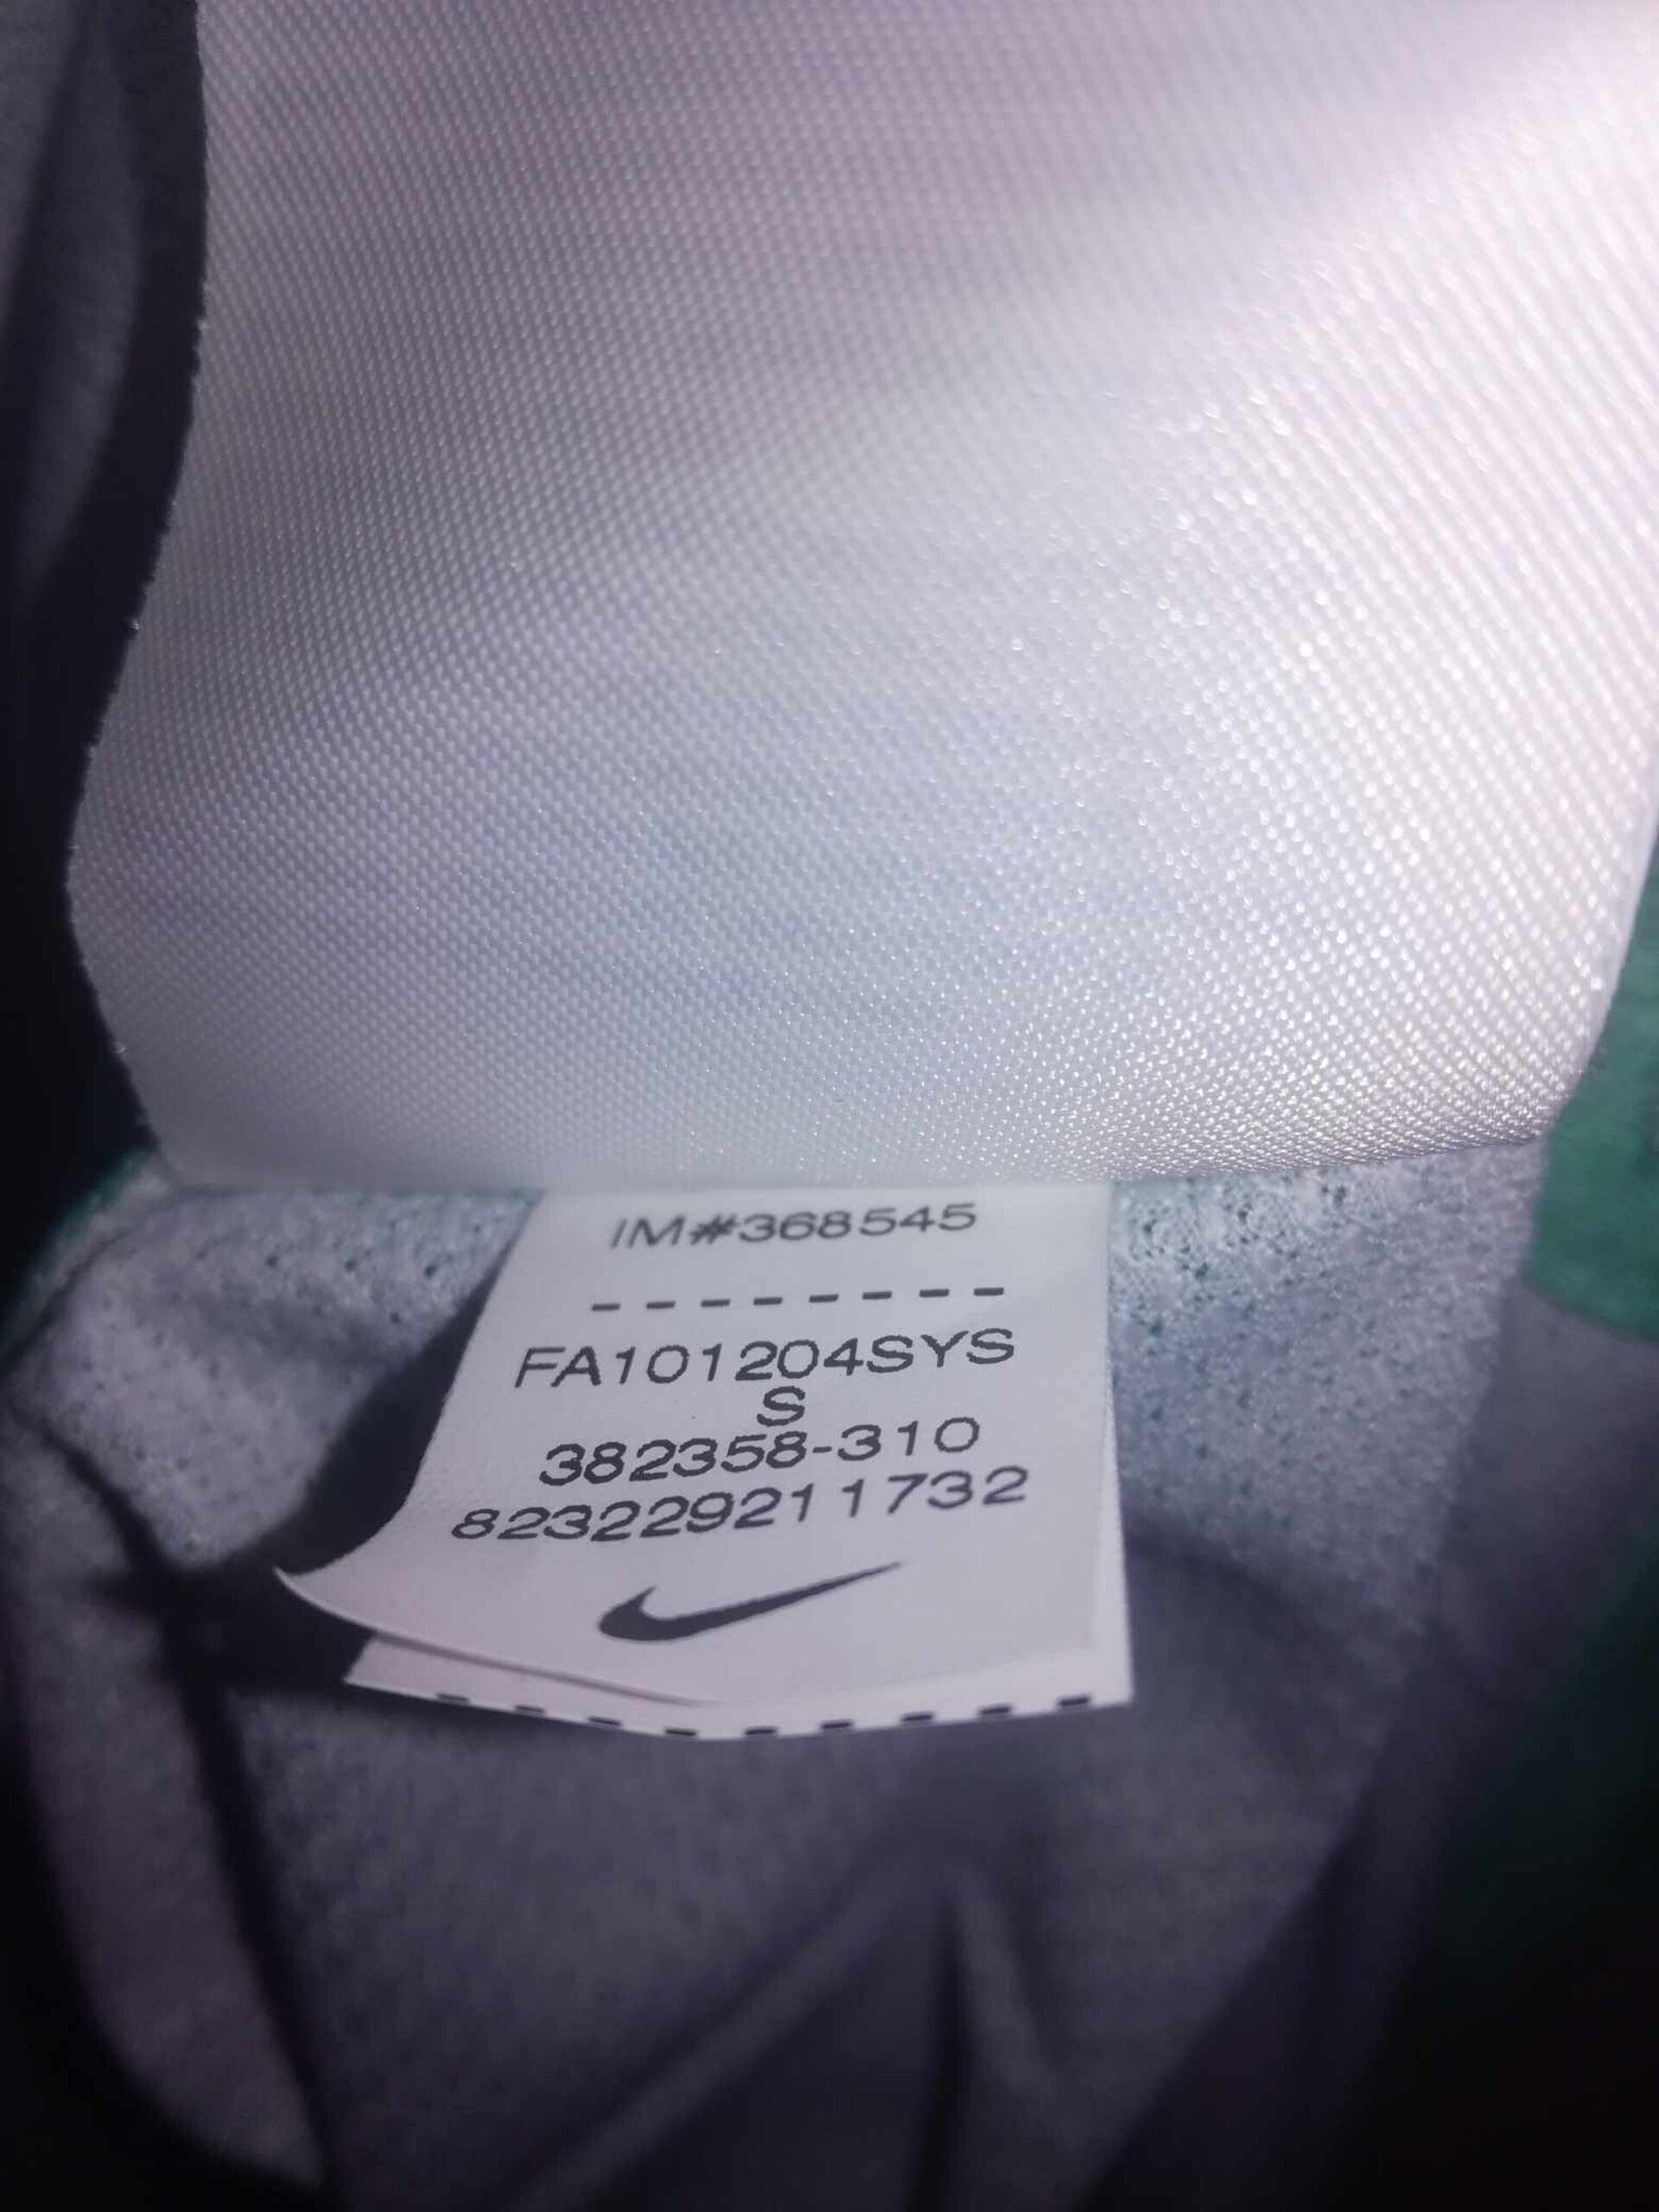 IM#368545
---------
FA101204SYS
S
382358-310
823229211732